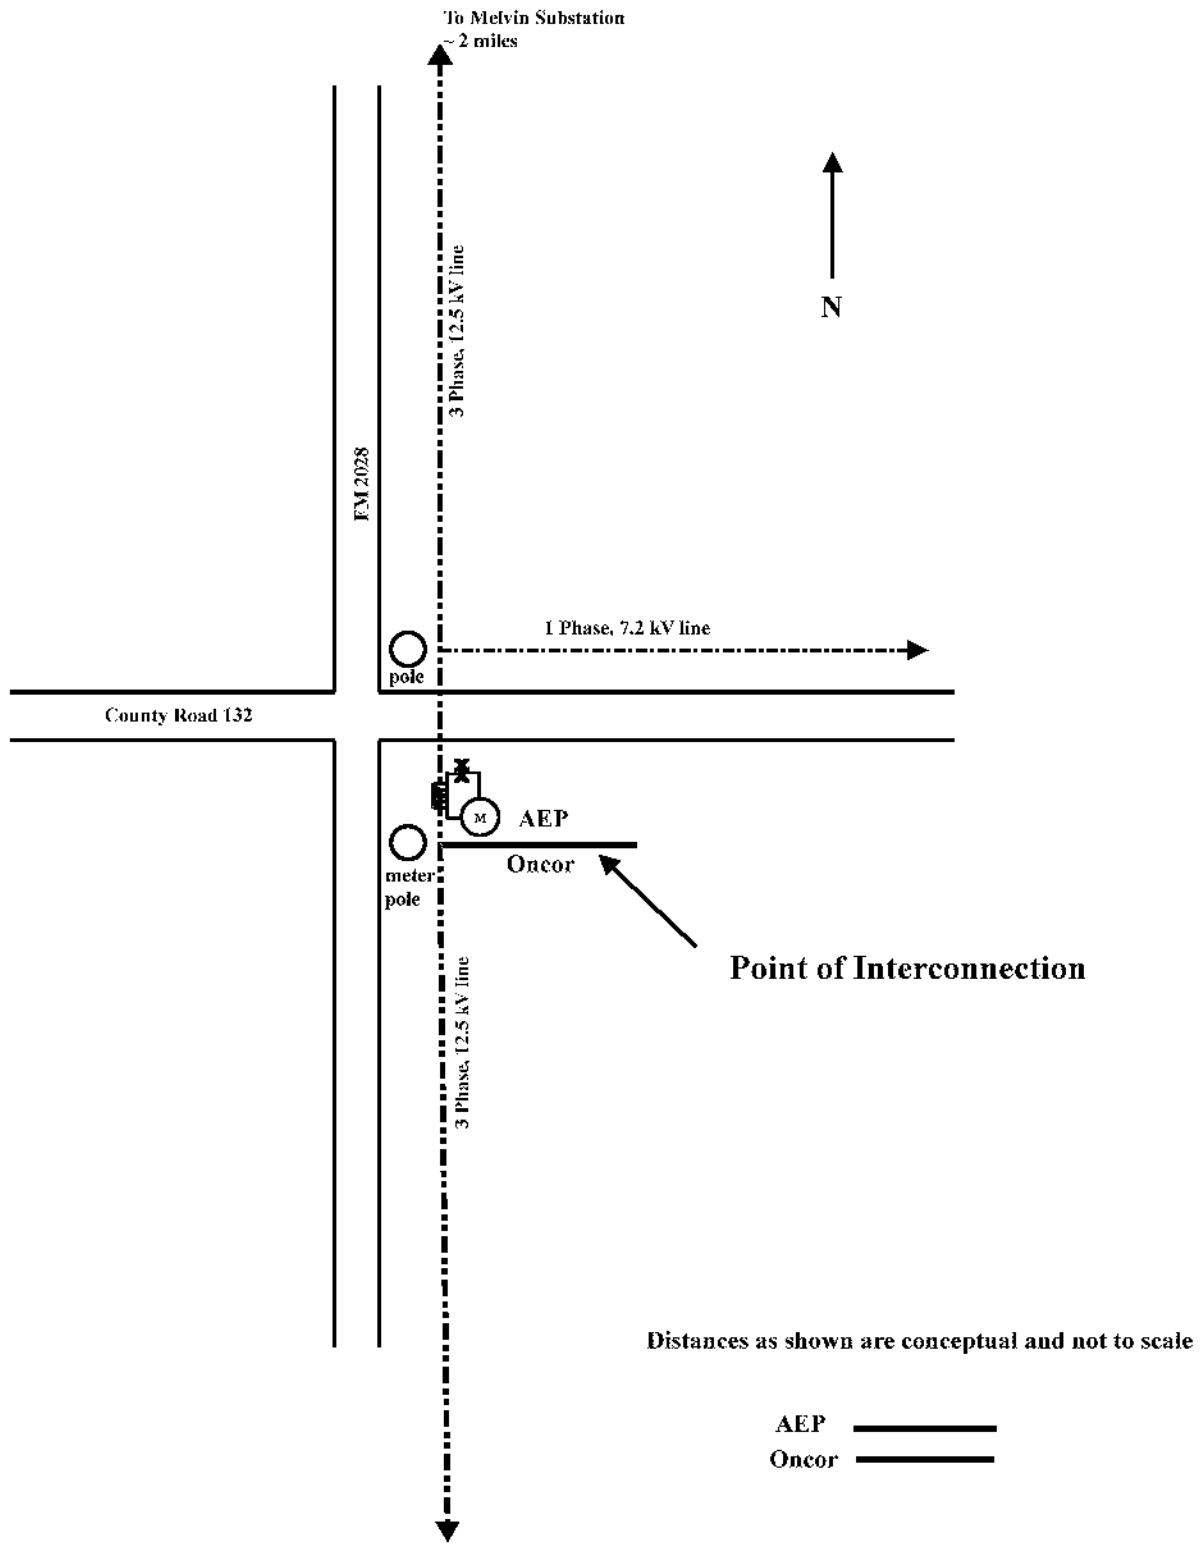 To Melvin Substation
~ 2 miles
3 Phase, 12.5 kV line
N
FM 2028
1 Phase, 7.2 kV line
pole
County Road 132
M
AEP
Oncor
meter
pole
Point of Interconnection
3 Phase, 12.5 kV line
Distances as shown are conceptual and not to scale
AEP
Oncor